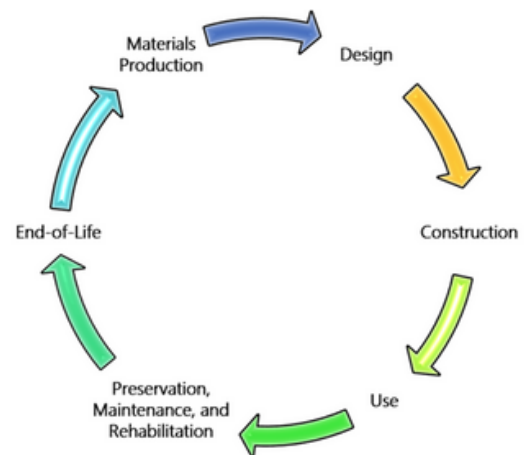 Materials
Production
Design
Construction
Use
Preservation,
Maintenance, and
Rehabilitation
End-of-Life